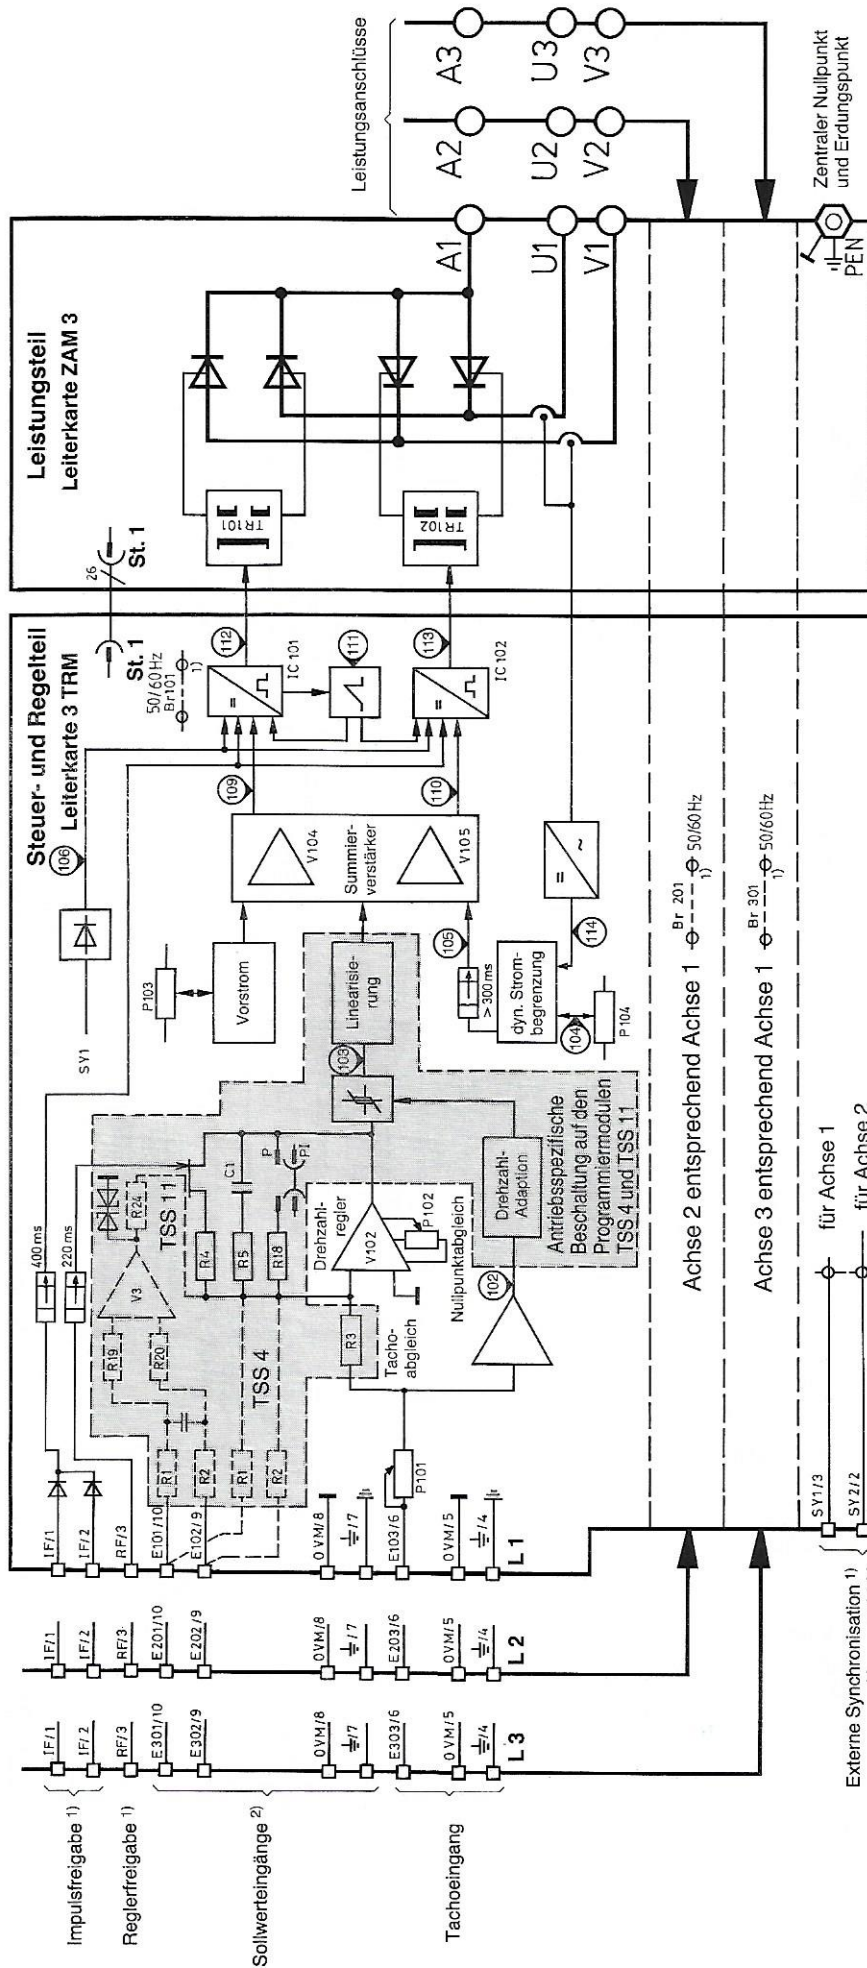 Impulsfreigabe 1)
Reglerfreigabe 1)
Sollwerteingänge 2)
Tachoeingang
IF/1
IF/2
RF/3
E301/10
E302/9
0VM/8
/7
E303/6
0VM/5
/4
L3
IF/1
IF/2
RF/3
E201/10
E202/9
0VM/8
/7
E203/6
0VM/5
/4
L2
IF/1
IF/2
RF/3
E101/10
E102/9
0VM/8
/7
E103/6
0VM/5
/4
L1
Externe Synchronisation 1)
SY1/3
SY2/2
für Achse 1
für Achse 2
Steuer- und Regelteil
Leiterkarte 3 TRM
400ms
220ms
SY1
106
R1
R2
R1
R2
R19
R20
V3
R24
TSS 11
TSS 4
R4
R5
C1
R18
P
PI
R3
Tacho-
abgleich
P101
Drehzahl-
regler
V102
P102
Nullpunktabgleich
102
Drehzahl-
Adaption
Antriebsspezifische
Beschaltung auf den
Programmiermodulen
TSS 4 und TSS 11
103
Linearisie-
rung
P103
Vorstrom
V104
Summier-
verstärker
V105
105
>300ms
dyn. Strom-
begrenzung
104
P104
114
=
~
109
110
50/60Hz
Br101
1)
=
IC 101
112
111
=
IC 102
113
St. 1
26
St. 1
Achse 2 entsprechend Achse 1
Br 201
1)
50/60Hz
Achse 3 entsprechend Achse 1
Br 301
1)
50/60Hz
Leistungsteil
Leiterkarte ZAM 3
TR101
TR102
Leistungsanschlüsse
A1
U1
V1
A2
U2
V2
A3
U3
V3
PEN
Zentraler Nullpunkt
und Erdungspunkt